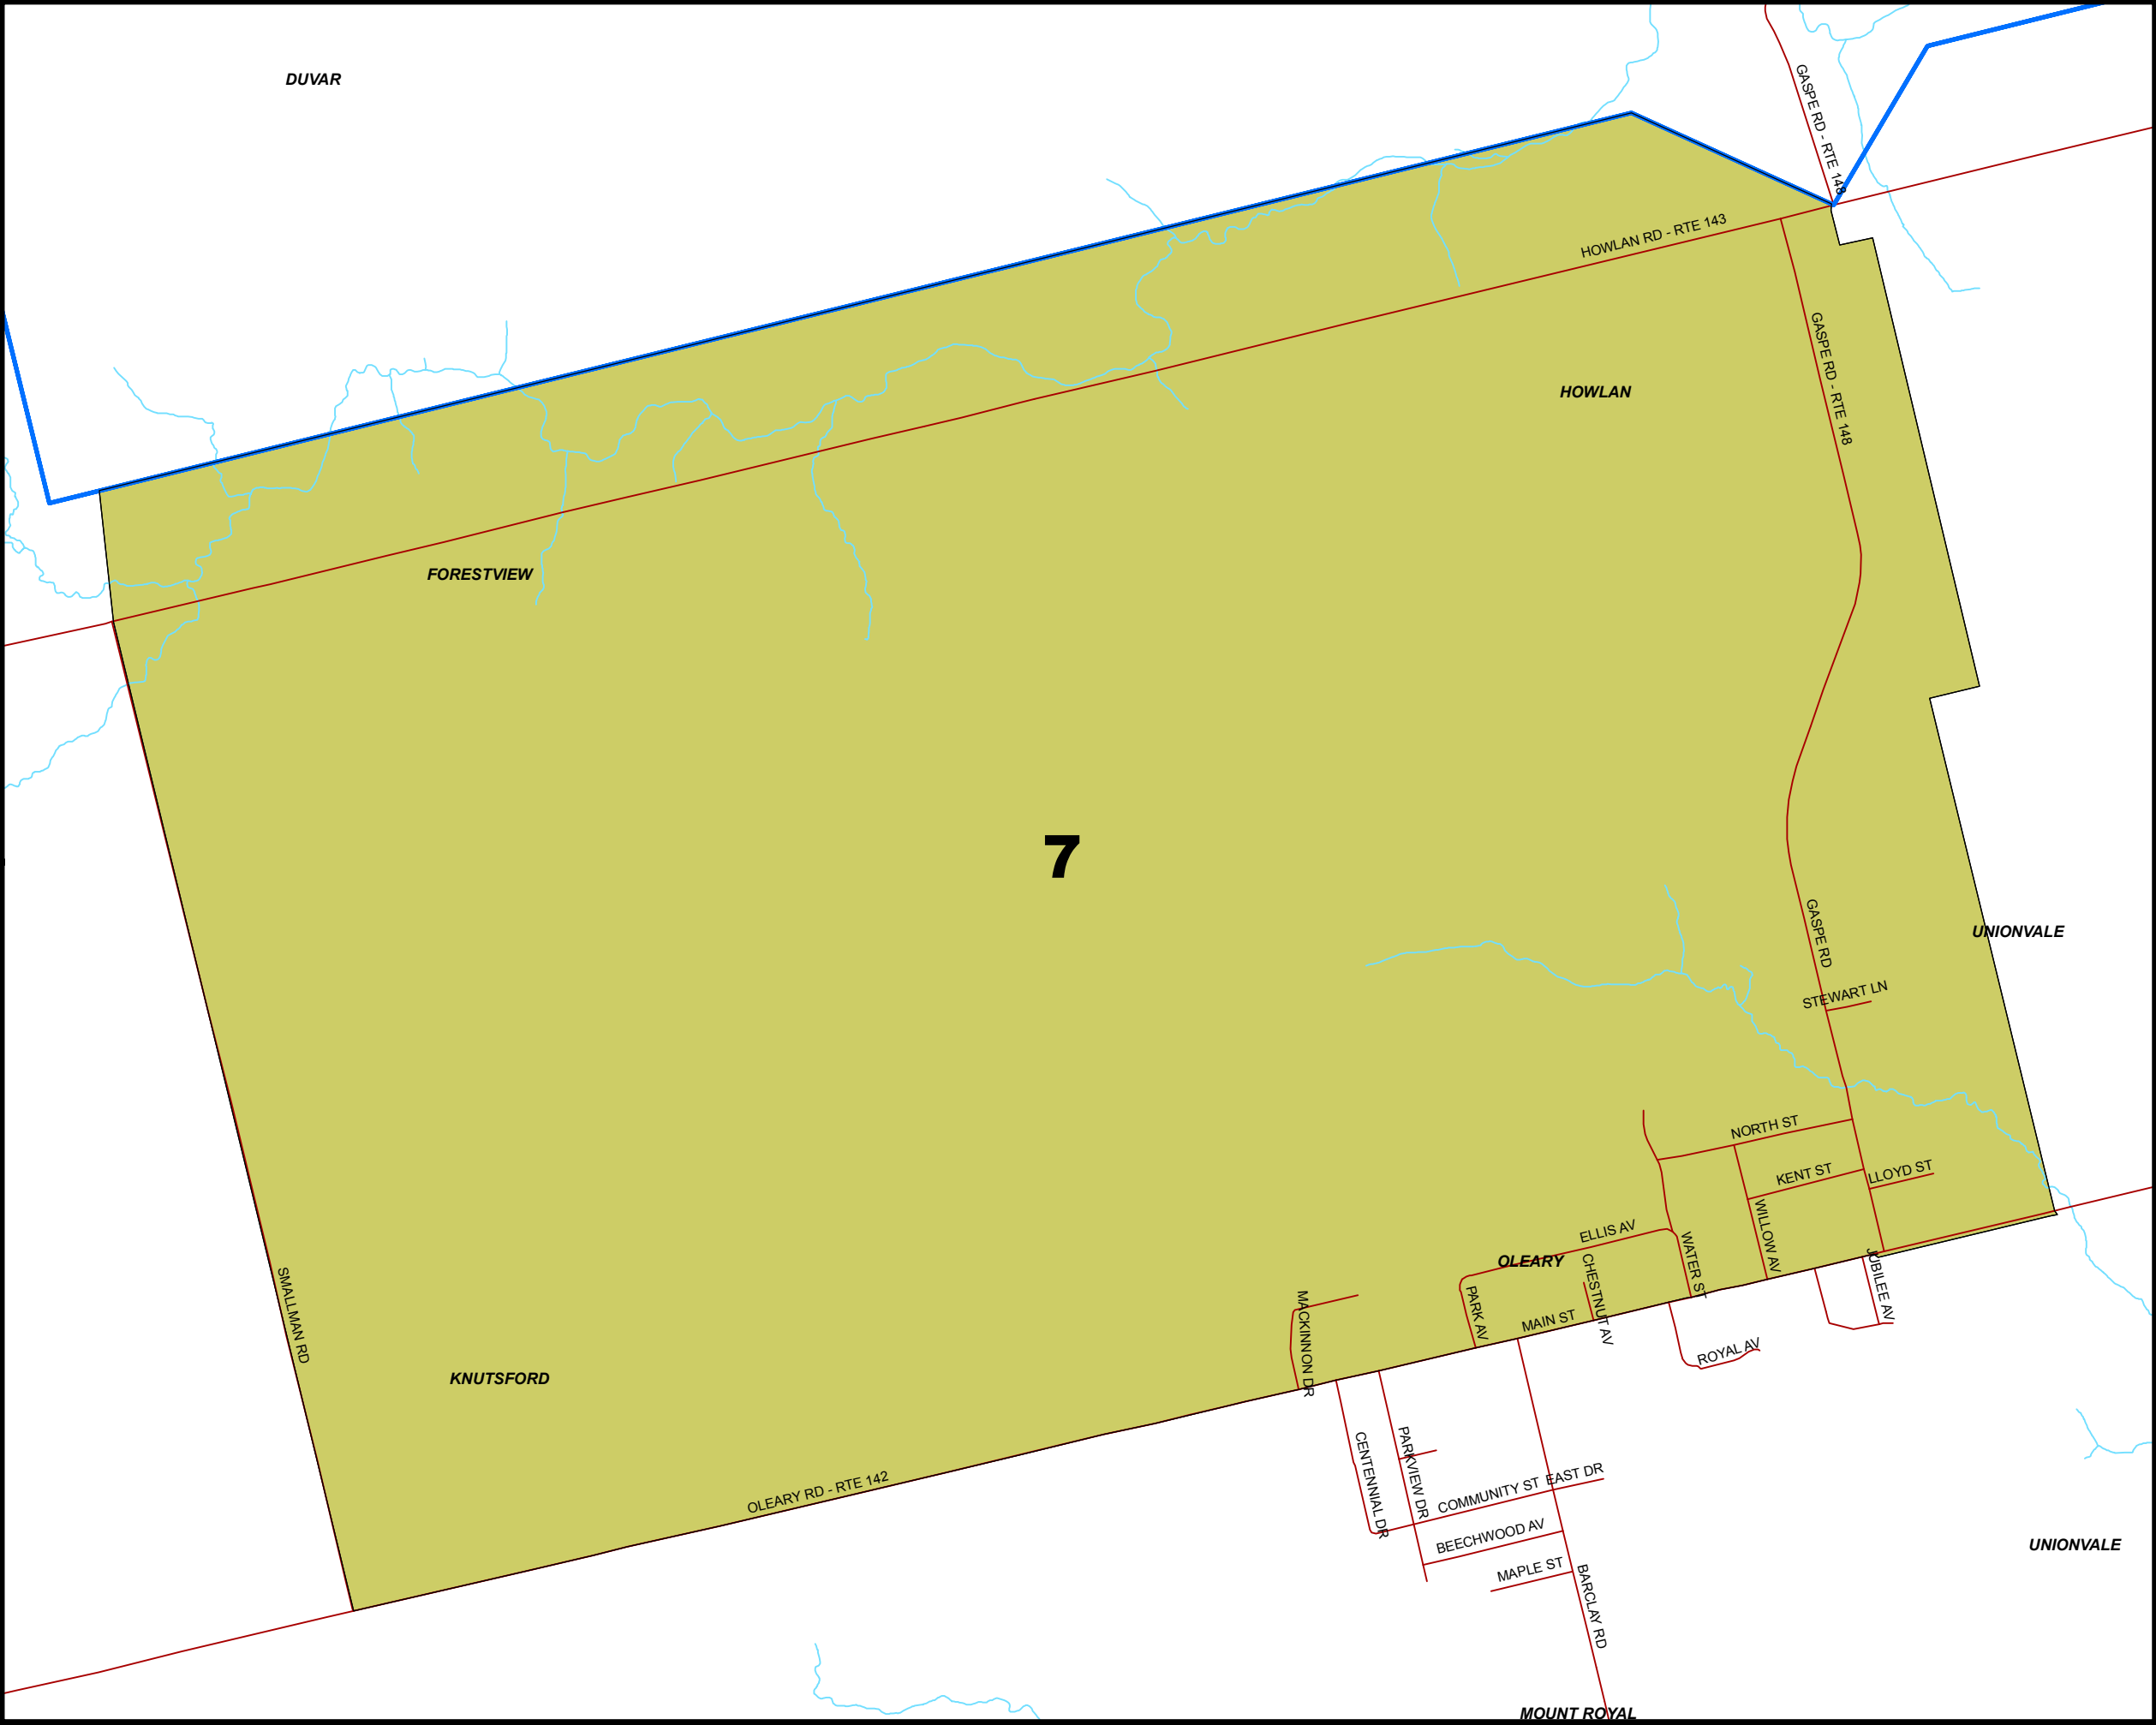 DUVAR
GASPE RD - RTE 148
HOWLAN RD - RTE 143
HOWLAN
GASPE RD - RTE 148
FORESTVIEW
7
GASPE RD
UNIONVALE
STEWART LN
NORTH ST
KENT ST
LLOYD ST
WILLOW AV
ELLIS AV
WATER ST
OLEARY
CHESTNUT AV
JUBILEE AV
SMALLMAN RD
MACKINNON DR
PARK AV
MAIN ST
ROYAL AV
KNUTSFORD
OLEARY RD - RTE 142
CENTENNIAL DR
PARKVIEW DR
COMMUNITY ST
EAST DR
BEECHWOOD AV
MAPLE ST
BARCLAY RD
UNIONVALE
MOUNT ROYAL